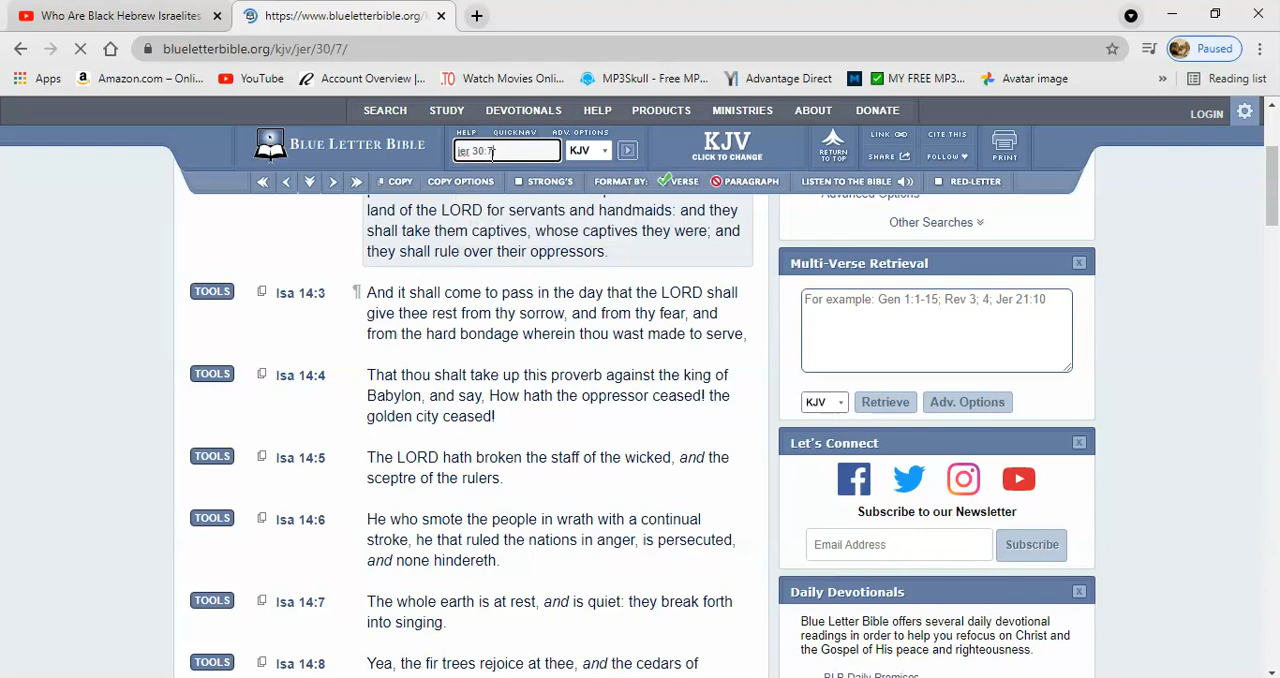 Who Are Black Hebrew Israelites
https://www.blueletterbible.org/
blueletterbible.org/kjv/jer/30/7/
Paused
Apps
Amazon.com – Onli...
YouTube
Account Overview |...
Watch Movies Onli...
MP3Skull - Free MP...
Advantage Direct
MY FREE MP3...
Avatar image
»
Reading list
SEARCH STUDY DEVOTIONALS HELP PRODUCTS MINISTRIES ABOUT DONATE
LOGIN
BLUE LETTER BIBLE
HELP QUICKNAV ADV. OPTIONS
jer 30:7
KJV
KJV
CLICK TO CHANGE
RETURN
TO TOP
LINK
CITE THIS
SHARE
FOLLOW
PRINT
COPY COPY OPTIONS STRONG'S FORMAT BY: VERSE PARAGRAPH LISTEN TO THE BIBLE RED-LETTER
land of the LORD for servants and handmaids: and they
shall take them captives, whose captives they were; and
they shall rule over their oppressors.
TOOLS Isa 14:3 ¶ And it shall come to pass in the day that the LORD shall
give thee rest from thy sorrow, and from thy fear, and
from the hard bondage wherein thou wast made to serve,
TOOLS Isa 14:4 That thou shalt take up this proverb against the king of
Babylon, and say, How hath the oppressor ceased! the
golden city ceased!
TOOLS Isa 14:5 The LORD hath broken the staff of the wicked, and the
sceptre of the rulers.
TOOLS Isa 14:6 He who smote the people in wrath with a continual
stroke, he that ruled the nations in anger, is persecuted,
and none hindereth.
TOOLS Isa 14:7 The whole earth is at rest, and is quiet: they break forth
into singing.
TOOLS Isa 14:8 Yea, the fir trees rejoice at thee, and the cedars of
Advanced Options
Other Searches
Multi-Verse Retrieval
For example: Gen 1:1-15; Rev 3; 4; Jer 21:10
KJV Retrieve Adv. Options
Let's Connect
Subscribe to our Newsletter
Email Address Subscribe
Daily Devotionals
Blue Letter Bible offers several daily devotional
readings in order to help you refocus on Christ and
the Gospel of His peace and righteousness.
BLB Daily Promises